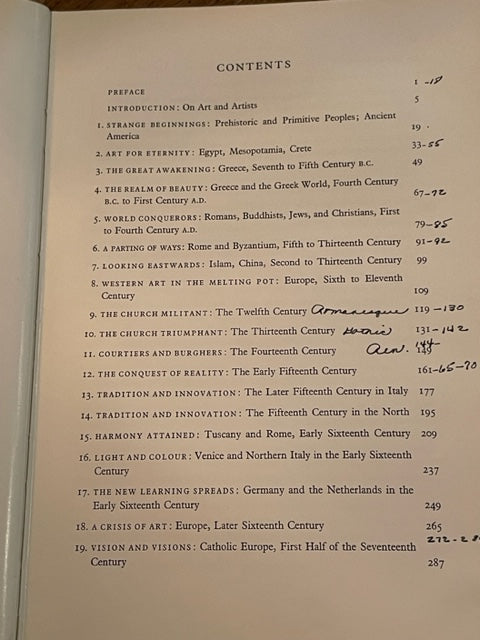 CONTENTS
PREFACE 1 -18
INTRODUCTION: On Art and Artists 5
1. STRANGE BEGINNINGS: Prehistoric and Primitive Peoples; Ancient
America 19
2. ART FOR ETERNITY: Egypt, Mesopotamia, Crete 33-55
3. THE GREAT AWAKENING: Greece, Seventh to Fifth Century B.C. 49
4. THE REALM OF BEAUTY: Greece and the Greek World, Fourth Century
B.C. to First Century A.D. 67-72
5. WORLD CONQUERORS: Romans, Buddhists, Jews, and Christians, First
to Fourth Century A.D. 79-85
6. A PARTING OF WAYS: Rome and Byzantium, Fifth to Thirteenth Century 91-92
7. LOOKING EASTWARDS: Islam, China, Second to Thirteenth Century 99
8. WESTERN ART IN THE MELTING POT: Europe, Sixth to Eleventh
Century 109
9. THE CHURCH MILITANT: The Twelfth Century Romanesque 119-130
10. THE CHURCH TRIUMPHANT: The Thirteenth Century Gothic 131-142
11. COURTIERS AND BURGHERS: The Fourteenth Century Ren. 144- 149
12. THE CONQUEST OF REALITY: The Early Fifteenth Century 161-65-70
13. TRADITION AND INNOVATION: The Later Fifteenth Century in Italy 177
14. TRADITION AND INNOVATION: The Fifteenth Century in the North 195
15. HARMONY ATTAINED: Tuscany and Rome, Early Sixteenth Century 209
16. LIGHT AND COLOUR: Venice and Northern Italy in the Early Sixteenth
Century 237
17. THE NEW LEARNING SPREADS: Germany and the Netherlands in the
Early Sixteenth Century 249
18. A CRISIS OF ART: Europe, Later Sixteenth Century 265
272-2
19. VISION AND VISIONS: Catholic Europe, First Half of the Seventeenth
Century 287